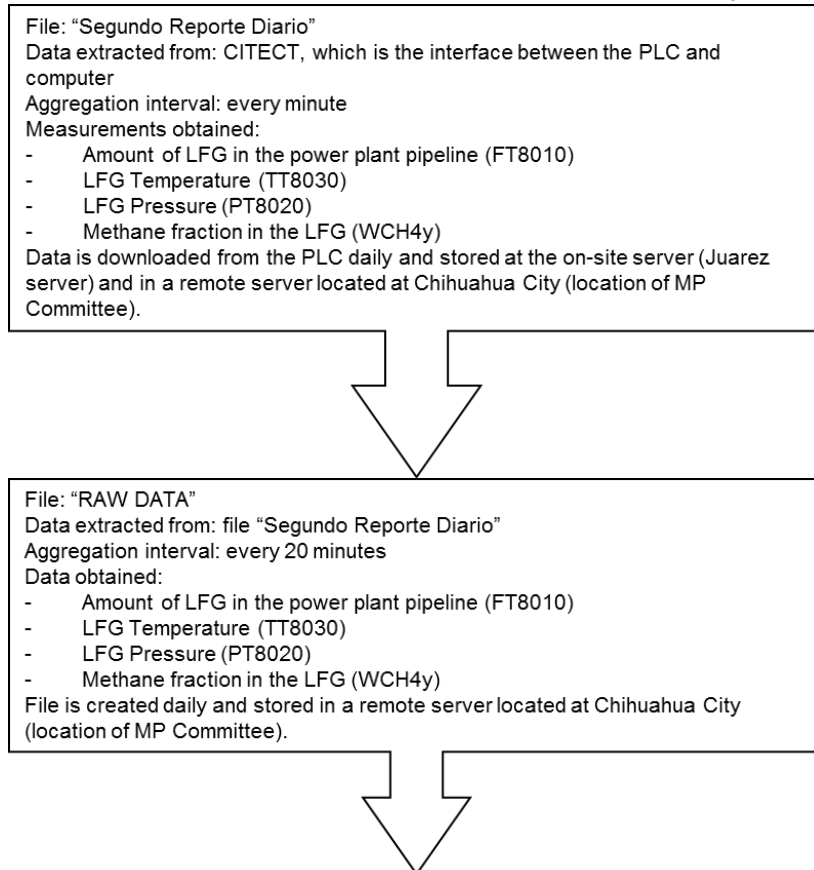 File: “Segundo Reporte Diario”
Data extracted from: CITECT, which is the interface between the PLC and
computer
Aggregation interval: every minute
Measurements obtained:
- Amount of LFG in the power plant pipeline (FT8010)
- LFG Temperature (TT8030)
- LFG Pressure (PT8020)
- Methane fraction in the LFG (WCH4y)
Data is downloaded from the PLC daily and stored at the on-site server (Juarez
server) and in a remote server located at Chihuahua City (location of MP
Committee).
File: “RAW DATA”
Data extracted from: file “Segundo Reporte Diario”
Aggregation interval: every 20 minutes
Data obtained:
- Amount of LFG in the power plant pipeline (FT8010)
- LFG Temperature (TT8030)
- LFG Pressure (PT8020)
- Methane fraction in the LFG (WCH4y)
File is created daily and stored in a remote server located at Chihuahua City
(location of MP Committee).